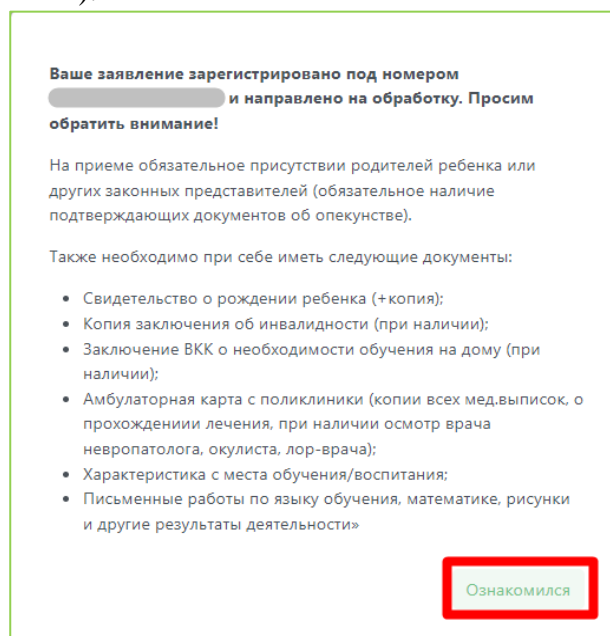 Ваше заявление зарегистрировано под номером
и направлено на обработку. Просим
обратить внимание!
На приеме обязательное присутствии родителей ребенка или
других законных представителей (обязательное наличие
подтверждающих документов об опекунстве).
Также необходимо при себе иметь следующие документы:
• Свидетельство о рождении ребенка (+копия);
• Копия заключения об инвалидности (при наличии);
• Заключение ВКК о необходимости обучения на дому (при
наличии);
• Амбулаторная карта с поликлиники (копии всех мед.выписок, о
прохождениии лечения, при наличии осмотр врача
невропатолога, окулиста, лор-врача);
• Характеристика с места обучения/воспитания;
• Письменные работы по языку обучения, математике, рисунки
и другие результаты деятельности»
Ознакомился